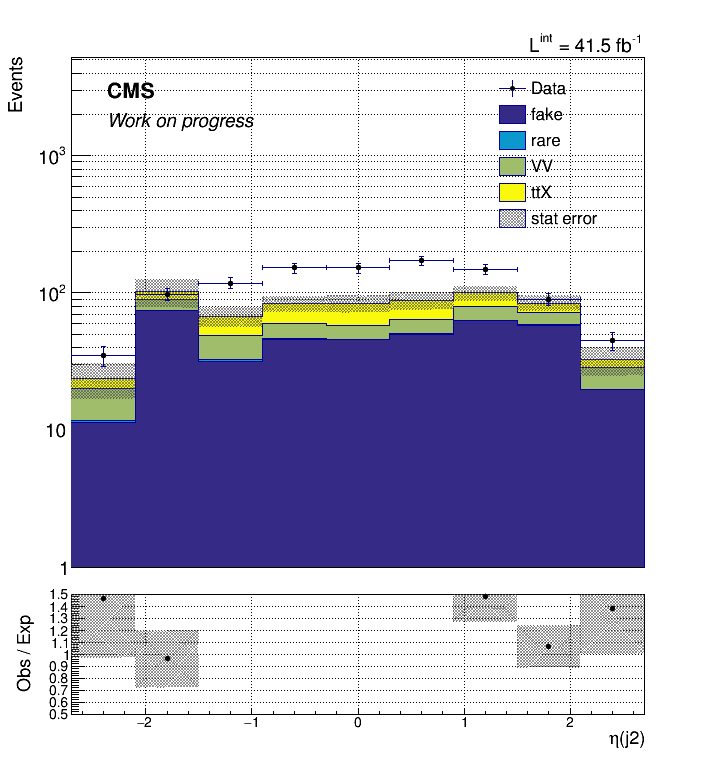 L^int = 41.5 fb^-1
Events
CMS
Work on progress
Data
fake
rare
VV
ttX
stat error
10^3
10^2
10
1
Obs / Exp
1.5
1.4
1.3
1.2
1.1
1
0.9
0.8
0.7
0.6
0.5
−2 −1 0 1 2
η(j2)